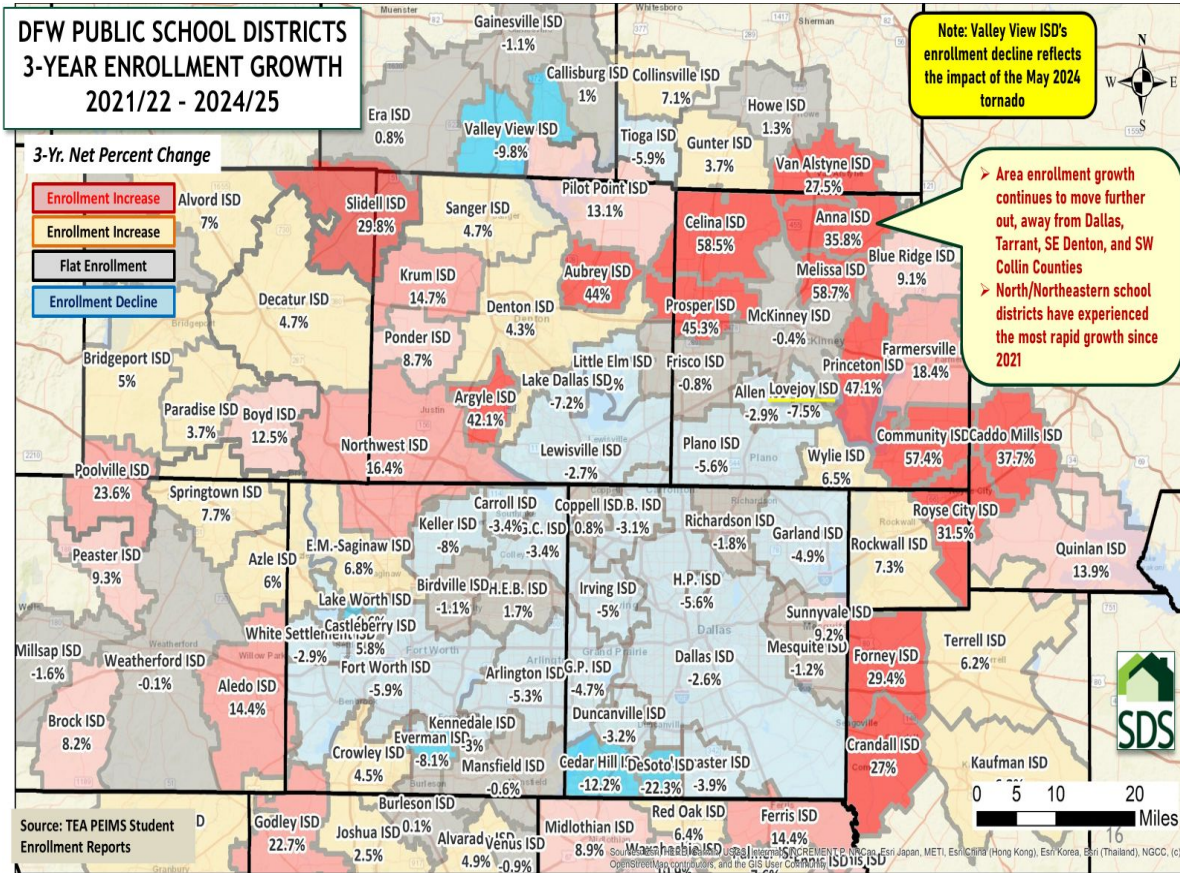 DFW PUBLIC SCHOOL DISTRICTS
3-YEAR ENROLLMENT GROWTH
2021/22 - 2024/25
3-Yr. Net Percent Change
Enrollment Increase
Enrollment Increase
Flat Enrollment
Enrollment Decline
Note: Valley View ISD's
enrollment decline reflects
the impact of the May 2024
tornado
N
W
E
S
➢ Area enrollment growth
continues to move further
out, away from Dallas,
Tarrant, SE Denton, and SW
Collin Counties
➢ North/Northeastern school
districts have experienced
the most rapid growth since
2021
Muenster
Whitesboro
Sherman
Gainesville ISD
-1.1%
Callisburg ISD
1%
Collinsville ISD
7.1%
Howe ISD
1.3%
Era ISD
0.8%
Valley View ISD
-9.8%
Tioga ISD
-5.9%
Gunter ISD
3.7%
Van Alstyne ISD
27.5%
Alvord ISD
7%
Slidell ISD
29.8%
Sanger ISD
4.7%
Pilot Point ISD
13.1%
Celina ISD
58.5%
Anna ISD
35.8%
Krum ISD
14.7%
Aubrey ISD
44%
Melissa ISD
58.7%
Blue Ridge ISD
9.1%
Decatur ISD
4.7%
Denton ISD
4.3%
Prosper ISD
45.3%
McKinney ISD
-0.4%
Ponder ISD
8.7%
Bridgeport ISD
5%
Little Elm ISD
Frisco ISD
-0.8%
Princeton ISD
47.1%
Farmersville
18.4%
Lake Dallas ISD
-7.2%
Argyle ISD
42.1%
Allen
-2.9%
Lovejoy ISD
-7.5%
Paradise ISD
3.7%
Boyd ISD
12.5%
Northwest ISD
16.4%
Lewisville ISD
-2.7%
Plano ISD
-5.6%
Wylie ISD
6.5%
Community ISD
57.4%
Caddo Mills ISD
37.7%
Poolville ISD
23.6%
Springtown ISD
7.7%
Carroll ISD
-3.4%
G.C. ISD
-3.4%
Coppell ISD
0.8%
.B. ISD
-3.1%
Keller ISD
-8%
Richardson ISD
-1.8%
Garland ISD
-4.9%
Royse City ISD
31.5%
Rockwall ISD
7.3%
Quinlan ISD
13.9%
Peaster ISD
9.3%
Azle ISD
6%
E.M.-Saginaw ISD
6.8%
Birdville ISD
-1.1%
H.E.B. ISD
1.7%
Irving ISD
-5%
H.P. ISD
-5.6%
Lake Worth ISD
Castleberry ISD
5.8%
White Settlement ISD
-2.9%
Sunnyvale ISD
9.2%
Mesquite ISD
-1.2%
Millsap ISD
-1.6%
Weatherford ISD
-0.1%
Aledo ISD
14.4%
Fort Worth ISD
-5.9%
Arlington ISD
-5.3%
G.P. ISD
-4.7%
Dallas ISD
-2.6%
Forney ISD
29.4%
Terrell ISD
6.2%
Brock ISD
8.2%
Kennedale ISD
-3%
Everman ISD
-8.1%
Duncanville ISD
-3.2%
Crandall ISD
27%
Crowley ISD
4.5%
Mansfield ISD
-0.6%
Cedar Hill I
-12.2%
DeSoto
-22.3%
aster ISD
-3.9%
Kaufman ISD
SDS
0 5 10 20
Miles
16
Burleson ISD
0.1%
Godley ISD
22.7%
Joshua ISD
2.5%
Alvarad
4.9%
Venus ISD
-0.9%
Midlothian ISD
8.9%
Red Oak ISD
6.4%
Ferris ISD
14.4%
Waxahachie ISD
Source: TEA PEIMS Student
Enrollment Reports
OpenStreetMap contributors, and the GIS User Community